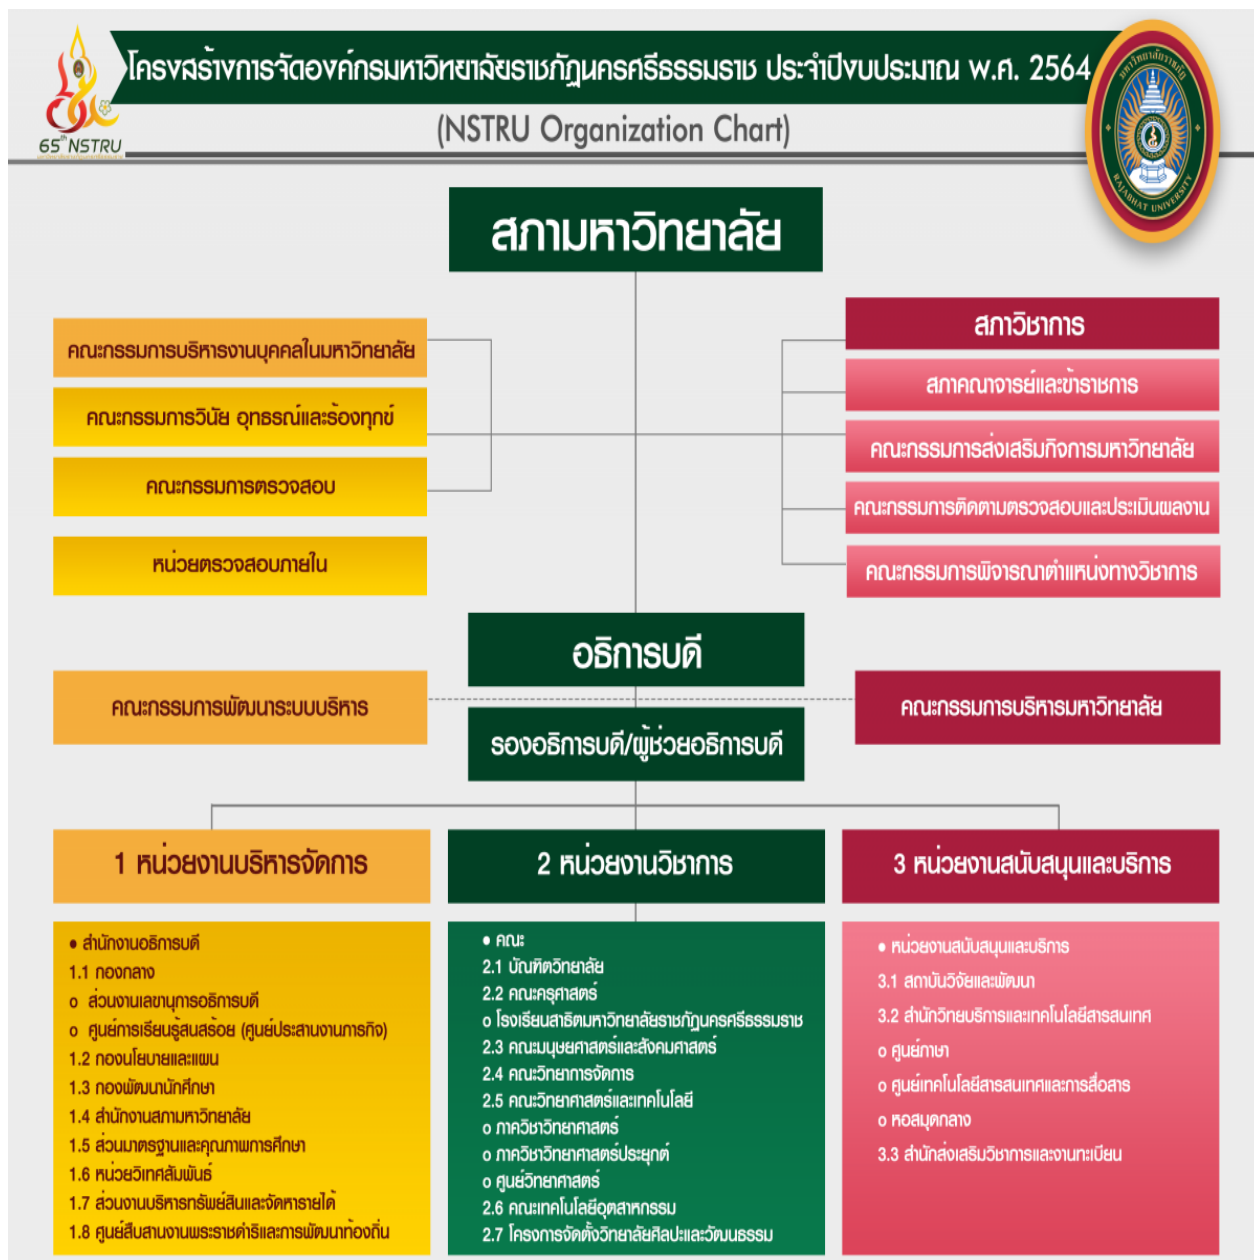 โครงสร้างการจัดองค์กรมหาวิทยาลัยราชภัฏนครศรีธรรมราช ประจำปีงบประมาณ พ.ศ. 2564
(NSTRU Organization Chart)
65th NSTRU
มหาวิทยาลัยราชภัฏ
RAJABHAT UNIVERSITY
สภามหาวิทยาลัย
คณะกรรมการบริหารงานบุคคลในมหาวิทยาลัย
คณะกรรมการวินัย อุทธรณ์และร้องทุกข์
คณะกรรมการตรวจสอบ
หน่วยตรวจสอบภายใน
สภาวิชาการ
สภาคณาจารย์และข้าราชการ
คณะกรรมการส่งเสริมกิจการมหาวิทยาลัย
คณะกรรมการติดตามตรวจสอบและประเมินผลงาน
คณะกรรมการพิจารณาตำแหน่งทางวิชาการ
อธิการบดี
คณะกรรมการพัฒนาระบบบริหาร
คณะกรรมการบริหารมหาวิทยาลัย
รองอธิการบดี/ผู้ช่วยอธิการบดี
1 หน่วยงานบริหารจัดการ
• สำนักงานอธิการบดี
1.1 กองกลาง
o ส่วนงานเลขานุการอธิการบดี
o ศูนย์การเรียนรู้สนสร้อย (ศูนย์ประสานงานภารกิจ)
1.2 กองนโยบายและแผน
1.3 กองพัฒนานักศึกษา
1.4 สำนักงานสภามหาวิทยาลัย
1.5 ส่วนมาตรฐานและคุณภาพการศึกษา
1.6 หน่วยวิเทศสัมพันธ์
1.7 ส่วนงานบริหารทรัพย์สินและจัดหารายได้
1.8 ศูนย์สืบสานงานพระราชดำริและการพัฒนาท้องถิ่น
2 หน่วยงานวิชาการ
• คณะ
2.1 บัณฑิตวิทยาลัย
2.2 คณะครุศาสตร์
o โรงเรียนสาธิตมหาวิทยาลัยราชภัฏนครศรีธรรมราช
2.3 คณะมนุษยศาสตร์และสังคมศาสตร์
2.4 คณะวิทยาการจัดการ
2.5 คณะวิทยาศาสตร์และเทคโนโลยี
o ภาควิชาวิทยาศาสตร์
o ภาควิชาวิทยาศาสตร์ประยุกต์
o ศูนย์วิทยาศาสตร์
2.6 คณะเทคโนโลยีอุตสาหกรรม
2.7 โครงการจัดตั้งวิทยาลัยศิลปะและวัฒนธรรม
3 หน่วยงานสนับสนุนและบริการ
• หน่วยงานสนับสนุนและบริการ
3.1 สถาบันวิจัยและพัฒนา
3.2 สำนักวิทยบริการและเทคโนโลยีสารสนเทศ
o ศูนย์ภาษา
o ศูนย์เทคโนโลยีสารสนเทศและการสื่อสาร
o หอสมุดกลาง
3.3 สำนักส่งเสริมวิชาการและงานทะเบียน